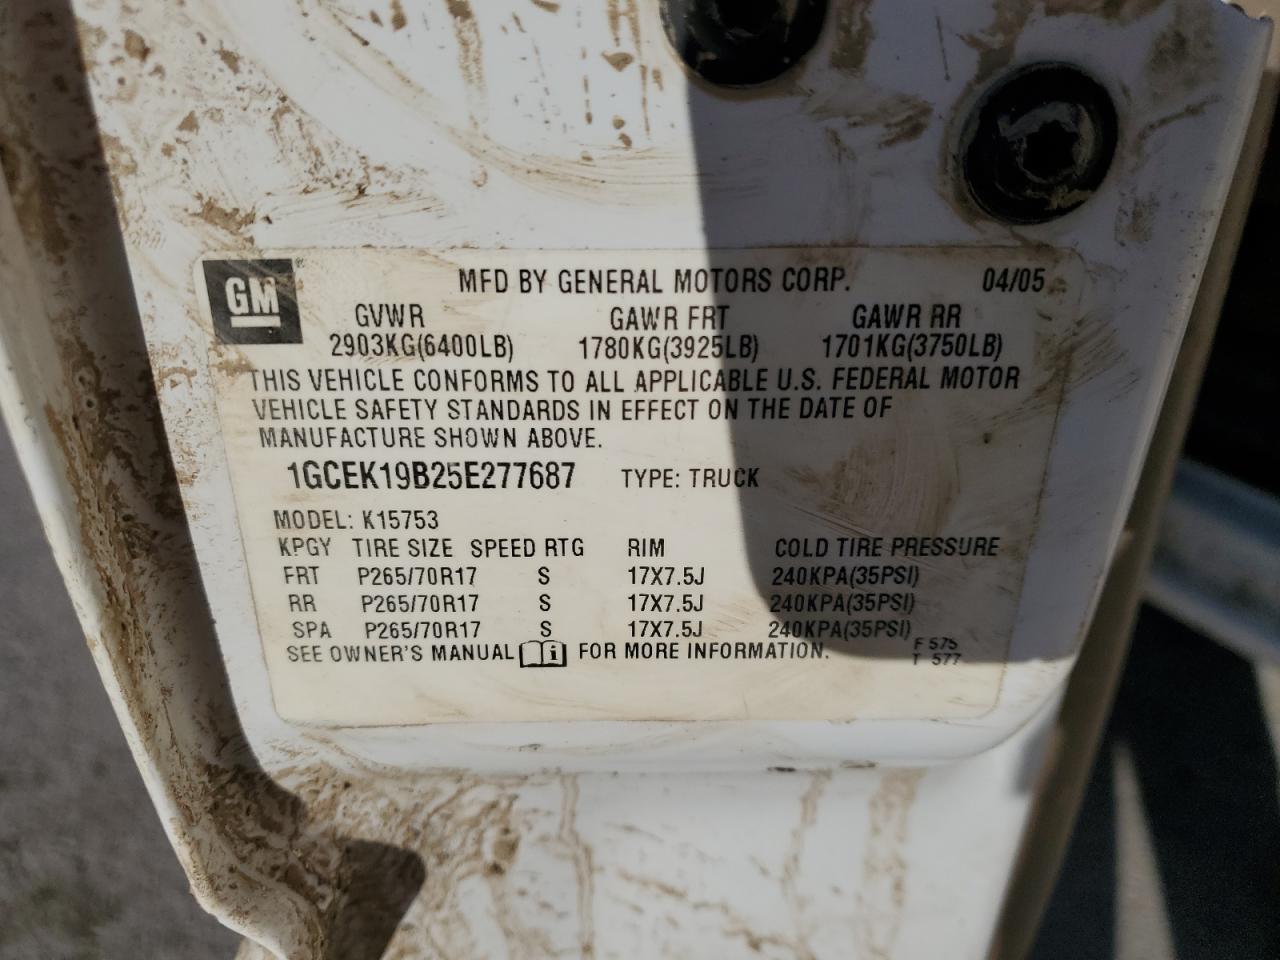 GM® MFD BY GENERAL MOTORS CORP. 04/05
GVWR GAWR FRT GAWR RR
2903KG(6400LB) 1780KG(3925LB) 1701KG(3750LB)
THIS VEHICLE CONFORMS TO ALL APPLICABLE U.S. FEDERAL MOTOR
VEHICLE SAFETY STANDARDS IN EFFECT ON THE DATE OF
MANUFACTURE SHOWN ABOVE.
1GCEK19B25E277687 TYPE: TRUCK
MODEL: K15753
KPGY TIRE SIZE SPEED RTG RIM COLD TIRE PRESSURE
FRT P265/70R17 S 17X7.5J 240KPA(35PSI)
RR P265/70R17 S 17X7.5J 240KPA(35PSI)
SPA P265/70R17 S 17X7.5J 240KPA(35PSI)
SEE OWNER'S MANUAL i FOR MORE INFORMATION.
F 575
T 577